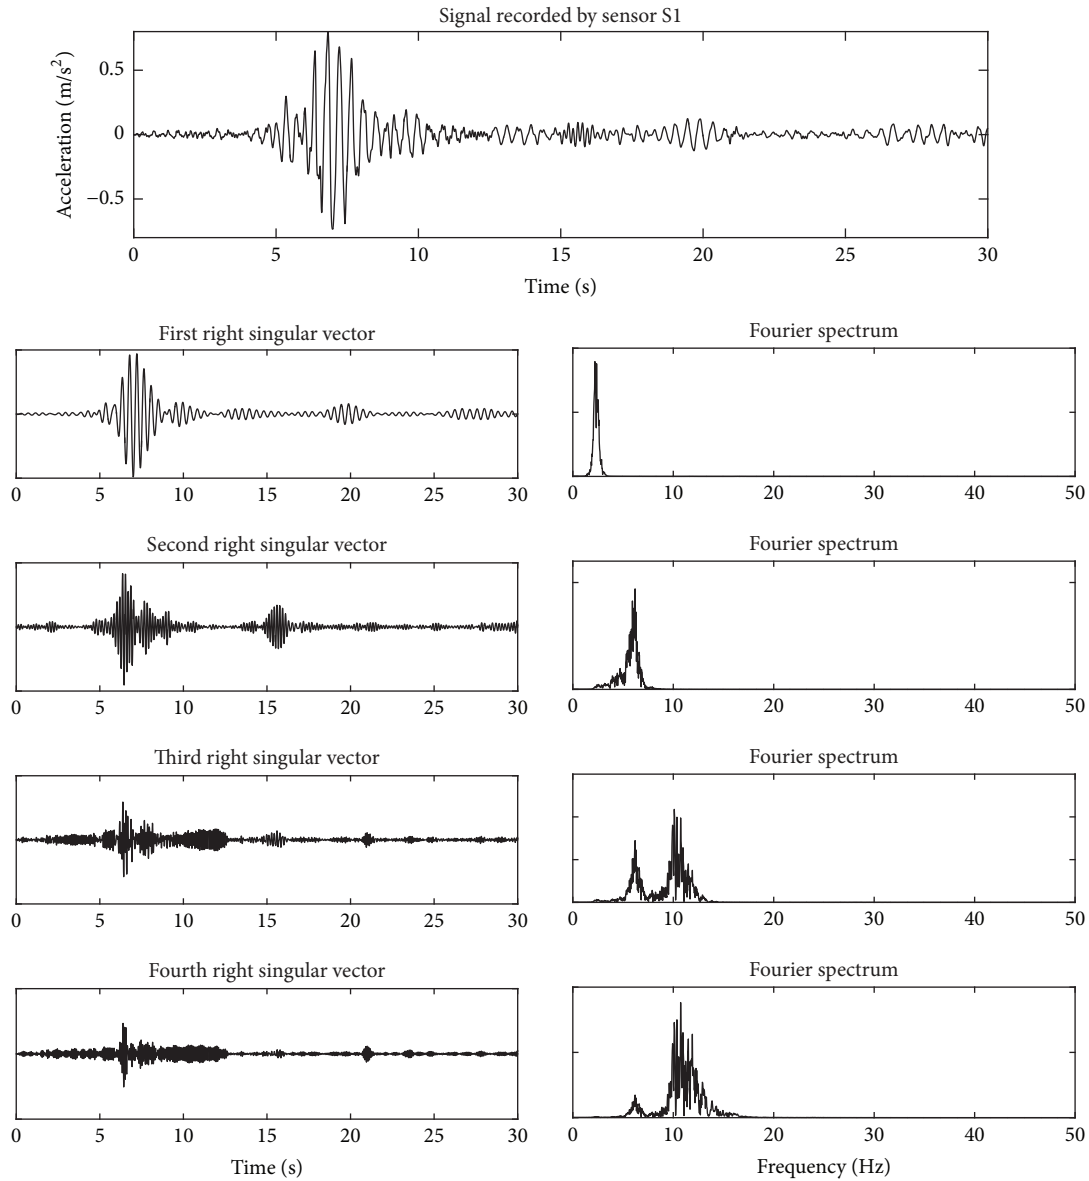 Signal recorded by sensor S1
Acceleration (m/s²)
0.5
0
−0.5
0 5 10 15 20 25 30
Time (s)
First right singular vector
Fourier spectrum
0 5 10 15 20 25 30
0 10 20 30 40 50
Second right singular vector
Fourier spectrum
0 5 10 15 20 25 30
0 10 20 30 40 50
Third right singular vector
Fourier spectrum
0 5 10 15 20 25 30
0 10 20 30 40 50
Fourth right singular vector
Fourier spectrum
0 5 10 15 20 25 30
0 10 20 30 40 50
Time (s)
Frequency (Hz)